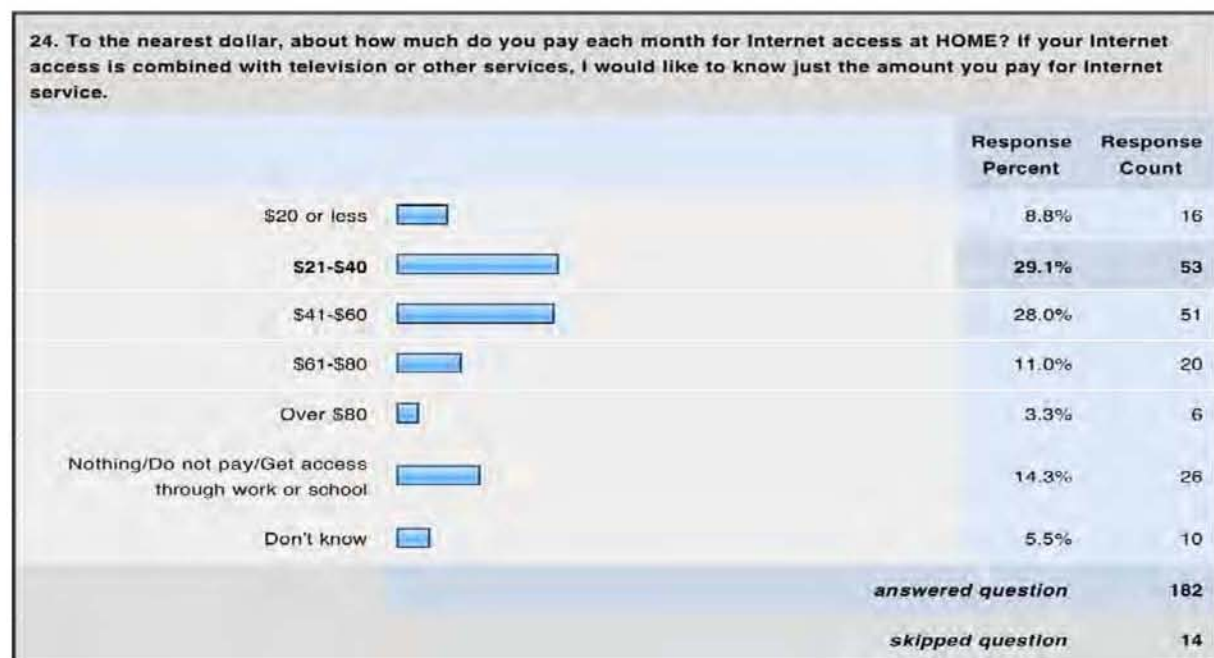 24. To the nearest dollar, about how much do you pay each month for Internet access at HOME? If your Internet
access is combined with television or other services, I would like to know just the amount you pay for Internet
service.
Response Percent Response Count
$20 or less 8.8% 16
$21-$40 29.1% 53
$41-$60 28.0% 51
$61-$80 11.0% 20
Over $80 3.3% 6
Nothing/Do not pay/Get access
through work or school 14.3% 26
Don't know 5.5% 10
answered question 182
skipped question 14